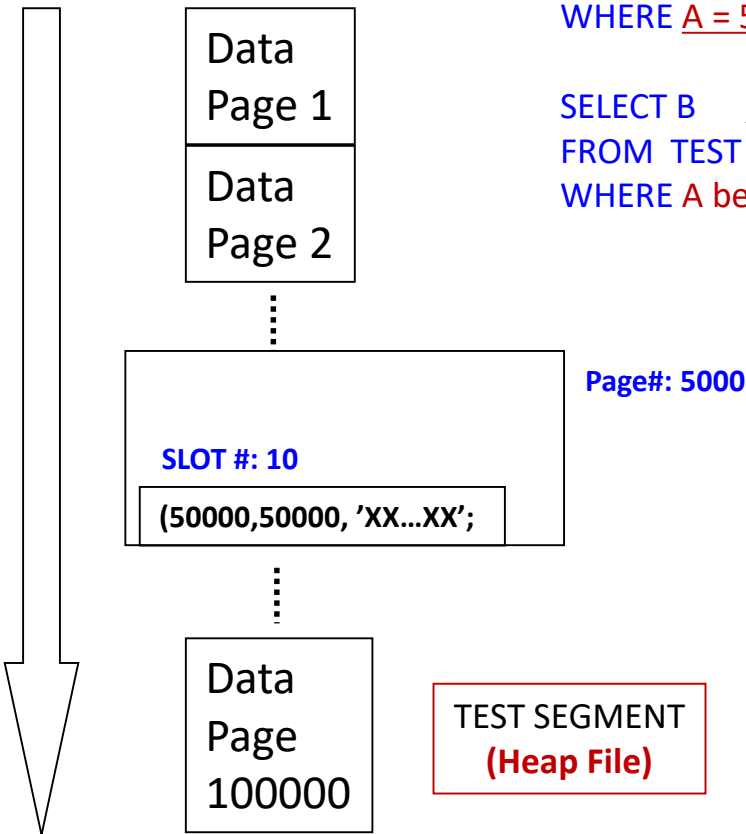 WHERE A = 5
SELECT B
FROM TEST
WHERE A be
Data
Page 1
Data
Page 2
Page#: 5000
SLOT #: 10
(50000,50000, ’XX...XX’;
Data
Page
100000
TEST SEGMENT
(Heap File)